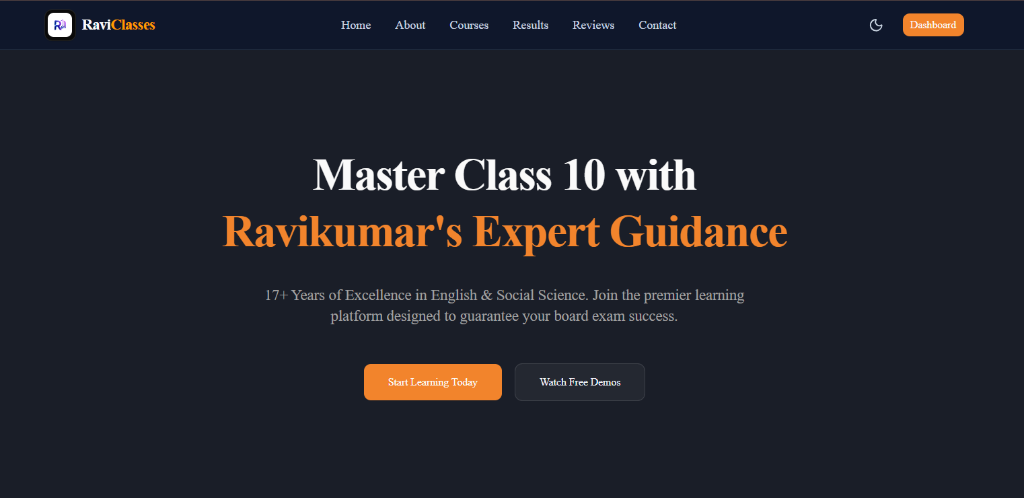 R
RaviClasses
Home
About
Courses
Results
Reviews
Contact
Dashboard
Master Class 10 with
Ravikumar's Expert Guidance
17+ Years of Excellence in English & Social Science. Join the premier learning
platform designed to guarantee your board exam success.
Start Learning Today
Watch Free Demos